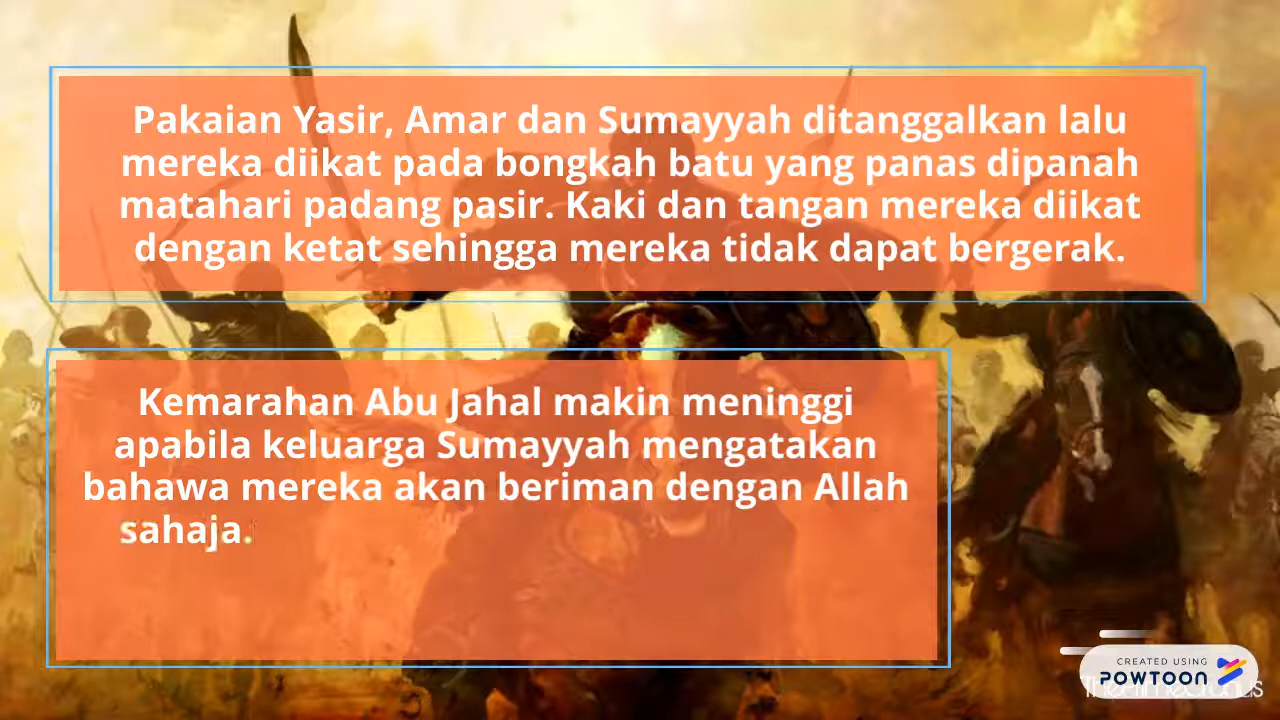 Pakaian Yasir, Amar dan Sumayyah ditanggalkan lalu
mereka diikat pada bongkah batu yang panas dipanah
matahari padang pasir. Kaki dan tangan mereka diikat
dengan ketat sehingga mereka tidak dapat bergerak.
Kemarahan Abu Jahal makin meninggi
apabila keluarga Sumayyah mengatakan
bahawa mereka akan beriman dengan Allah
sahaja.
CREATED USING
POWTOON